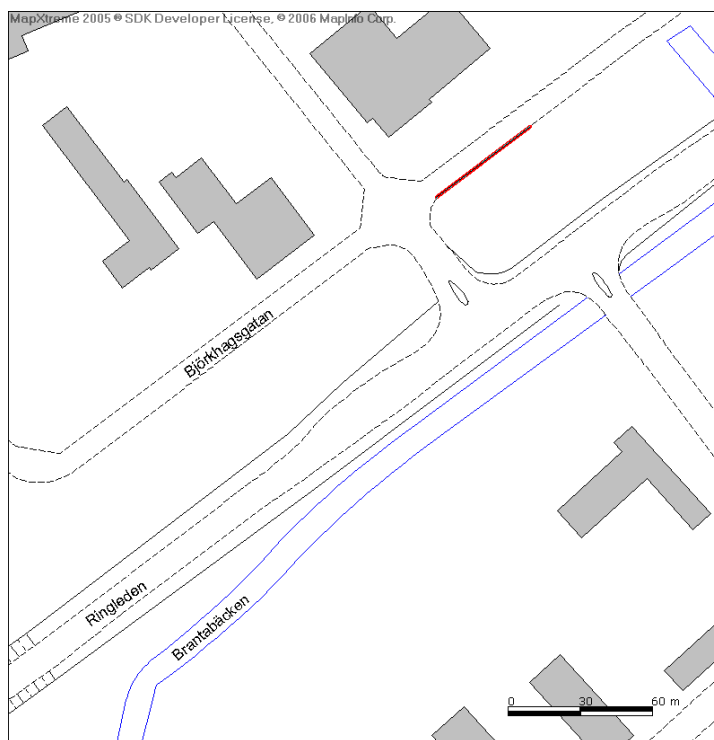 MapXtreme 2005 ® SDK Developer License, © 2006 MapInfo Corp.
Björkhagsgatan
Ringleden
Brantabäcken
0 30 60 m